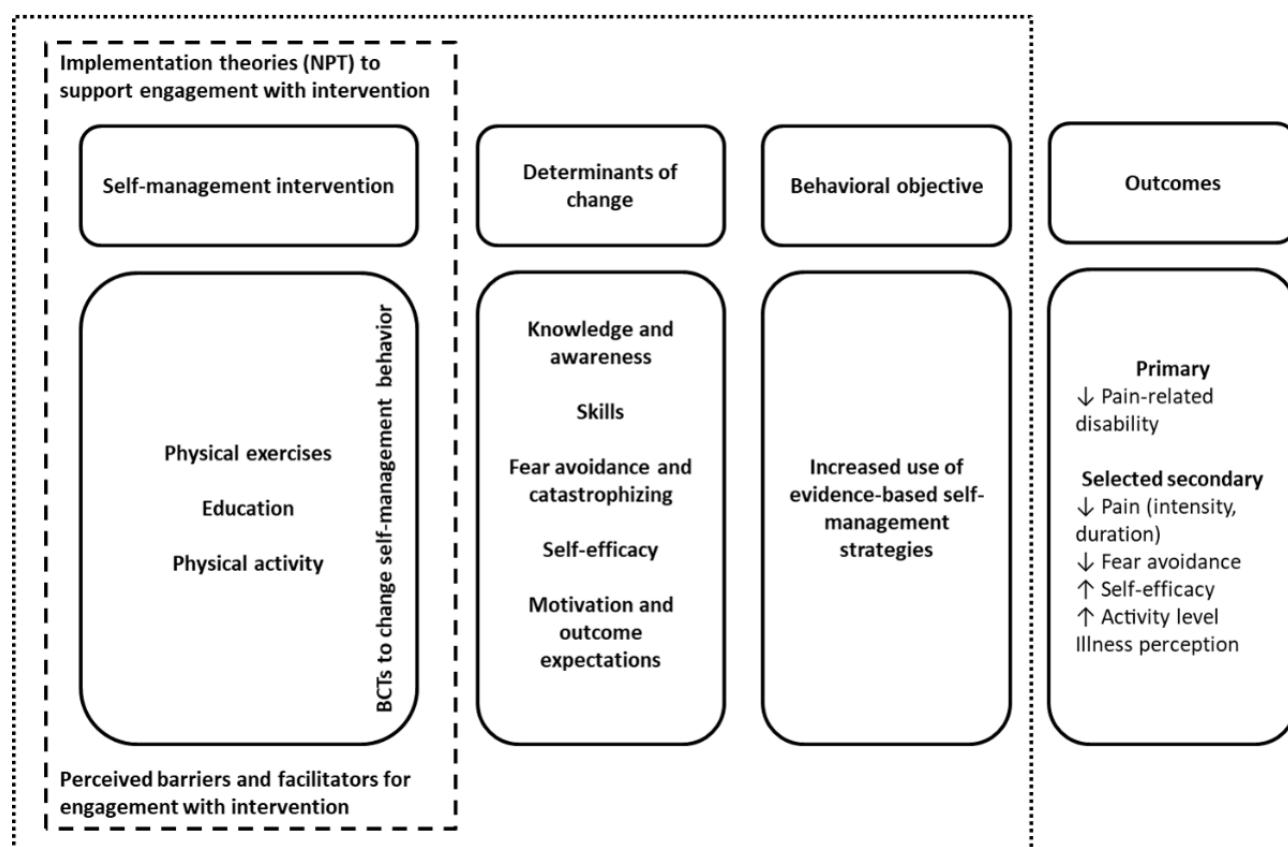 Implementation theories (NPT) to
support engagement with intervention
Self-management intervention
Physical exercises
Education
Physical activity
BCTs to change self-management behavior
Perceived barriers and facilitators for
engagement with intervention
Determinants of
change
Knowledge and
awareness
Skills
Fear avoidance and
catastrophizing
Self-efficacy
Motivation and
outcome
expectations
Behavioral objective
Increased use of
evidence-based self-
management
strategies
Outcomes
Primary
↓ Pain-related
disability
Selected secondary
↓ Pain (intensity,
duration)
↓ Fear avoidance
↑ Self-efficacy
↑ Activity level
Illness perception